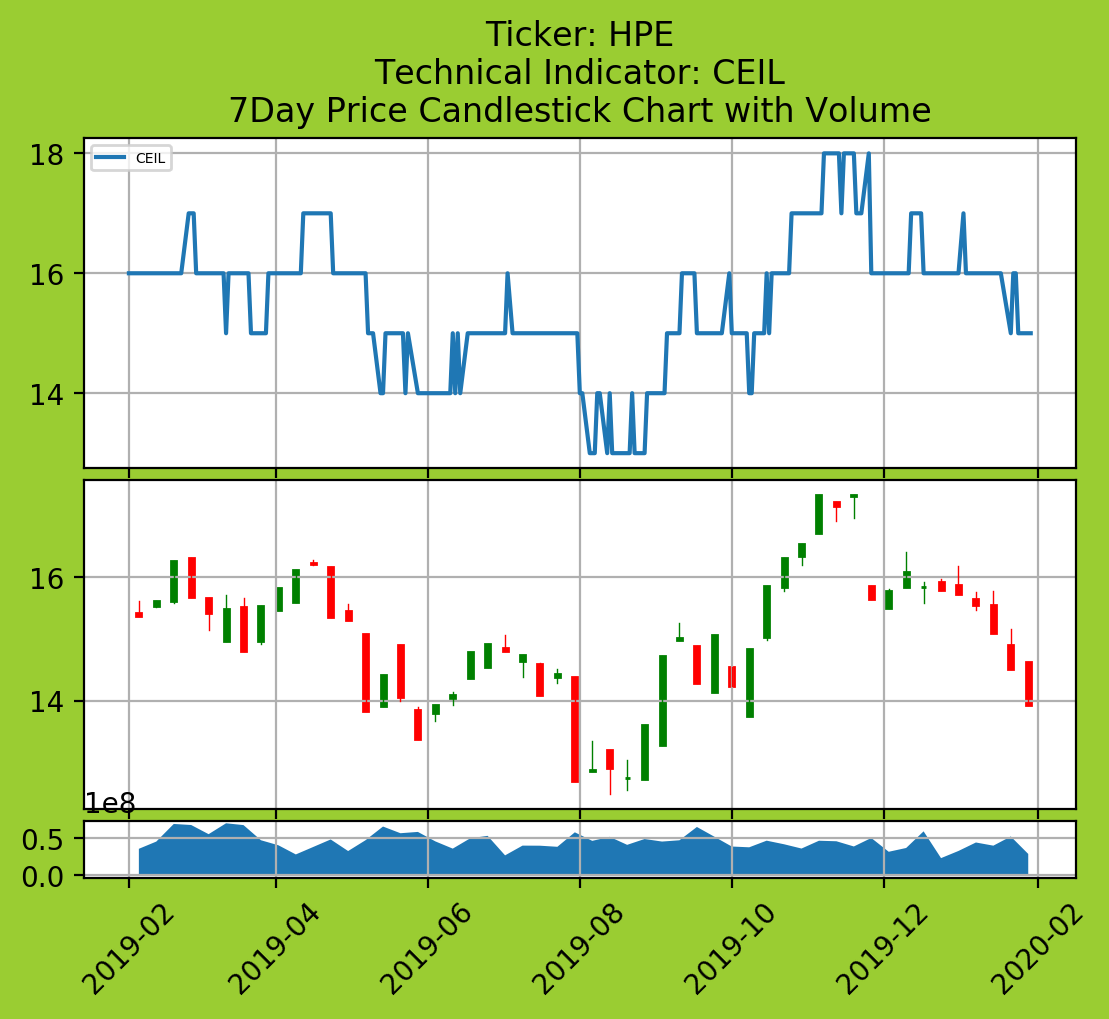 Ticker: HPE
Technical Indicator: CEIL
7Day Price Candlestick Chart with Volume
CEIL
18
16
14
16
14
1e8
0.5
0.0
2019-02
2019-04
2019-06
2019-08
2019-10
2019-12
2020-02